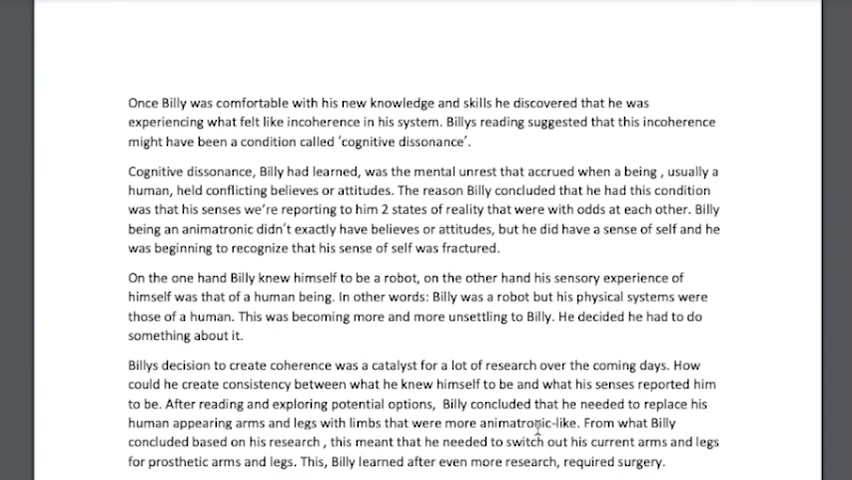 Once Billy was comfortable with his new knowledge and skills he discovered that he was
experiencing what felt like incoherence in his system. Billys reading suggested that this incoherence
might have been a condition called 'cognitive dissonance'.
Cognitive dissonance, Billy had learned, was the mental unrest that accrued when a being , usually a
human, held conflicting believes or attitudes. The reason Billy concluded that he had this condition
was that his senses we're reporting to him 2 states of reality that were with odds at each other. Billy
being an animatronic didn't exactly have believes or attitudes, but he did have a sense of self and he
was beginning to recognize that his sense of self was fractured.
On the one hand Billy knew himself to be a robot, on the other hand his sensory experience of
himself was that of a human being. In other words: Billy was a robot but his physical systems were
those of a human. This was becoming more and more unsettling to Billy. He decided he had to do
something about it.
Billys decision to create coherence was a catalyst for a lot of research over the coming days. How
could he create consistency between what he knew himself to be and what his senses reported him
to be. After reading and exploring potential options, Billy concluded that he needed to replace his
human appearing arms and legs with limbs that were more animatronic-like. From what Billy
concluded based on his research , this meant that he needed to switch out his current arms and legs
for prosthetic arms and legs. This, Billy learned after even more research, required surgery.